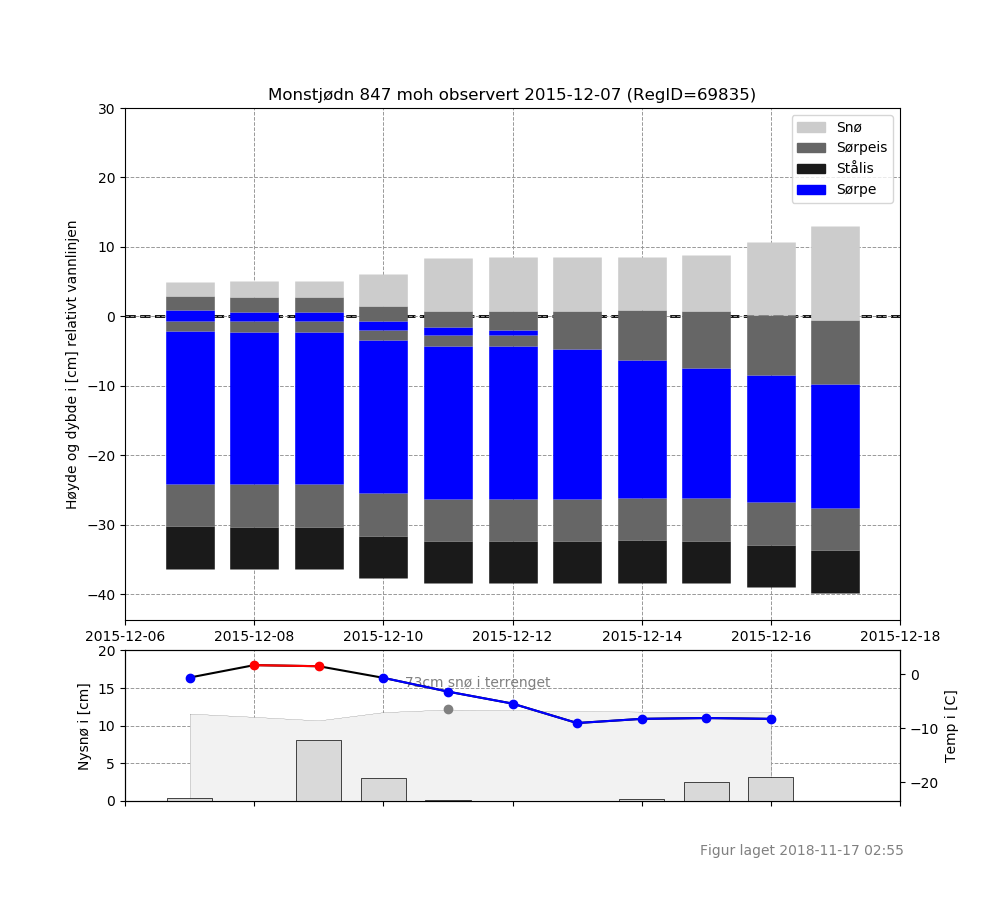 Monstjødn 847 moh observert 2015-12-07 (RegID=69835)
Høyde og dybde i [cm] relativt vannlinjen
30
20
10
0
−10
−20
−30
−40
Snø
Sørpeis
Stålis
Sørpe
2015-12-06
2015-12-08
2015-12-10
2015-12-12
2015-12-14
2015-12-16
2015-12-18
Nysnø i [cm]
20
15
10
5
0
73cm snø i terrenget
0
−10
−20
Temp i [C]
Figur laget 2018-11-17 02:55